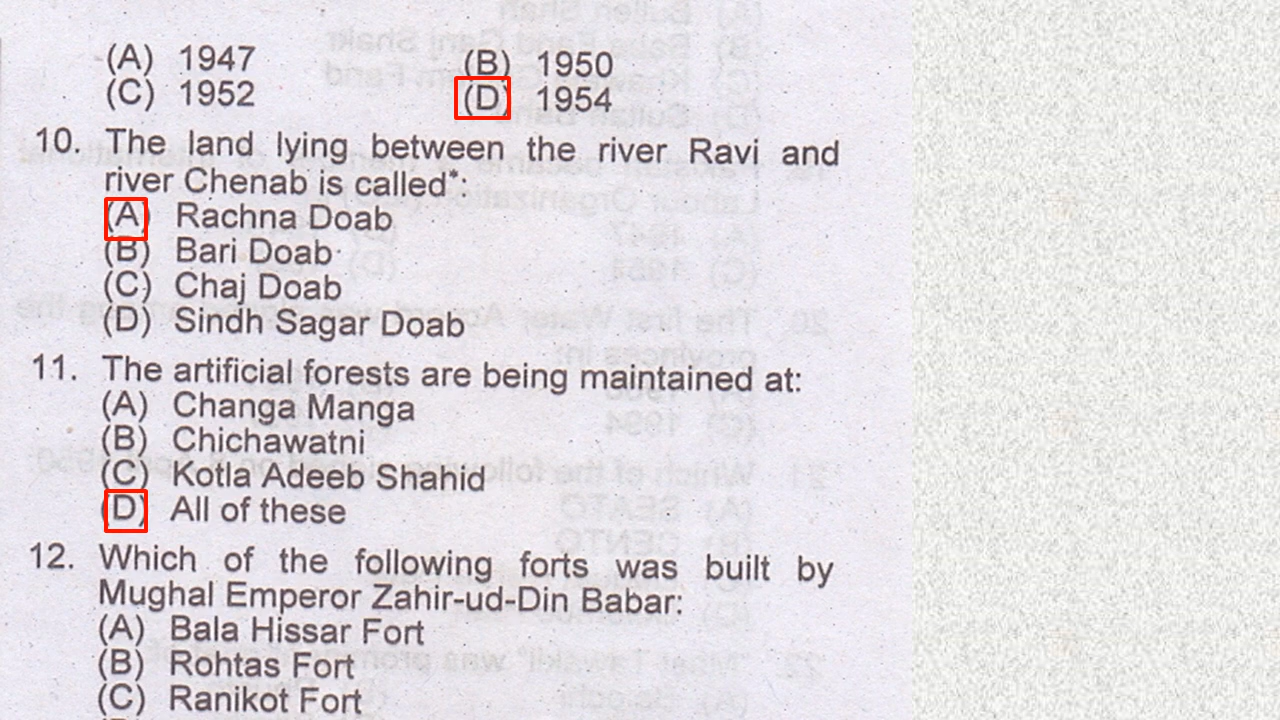 (A) 1947 (B) 1950
(C) 1952 (D) 1954
10. The land lying between the river Ravi and
river Chenab is called*:
(A) Rachna Doab
(B) Bari Doab
(C) Chaj Doab
(D) Sindh Sagar Doab
11. The artificial forests are being maintained at:
(A) Changa Manga
(B) Chichawatni
(C) Kotla Adeeb Shahid
(D) All of these
12. Which of the following forts was built by
Mughal Emperor Zahir-ud-Din Babar:
(A) Bala Hissar Fort
(B) Rohtas Fort
(C) Ranikot Fort